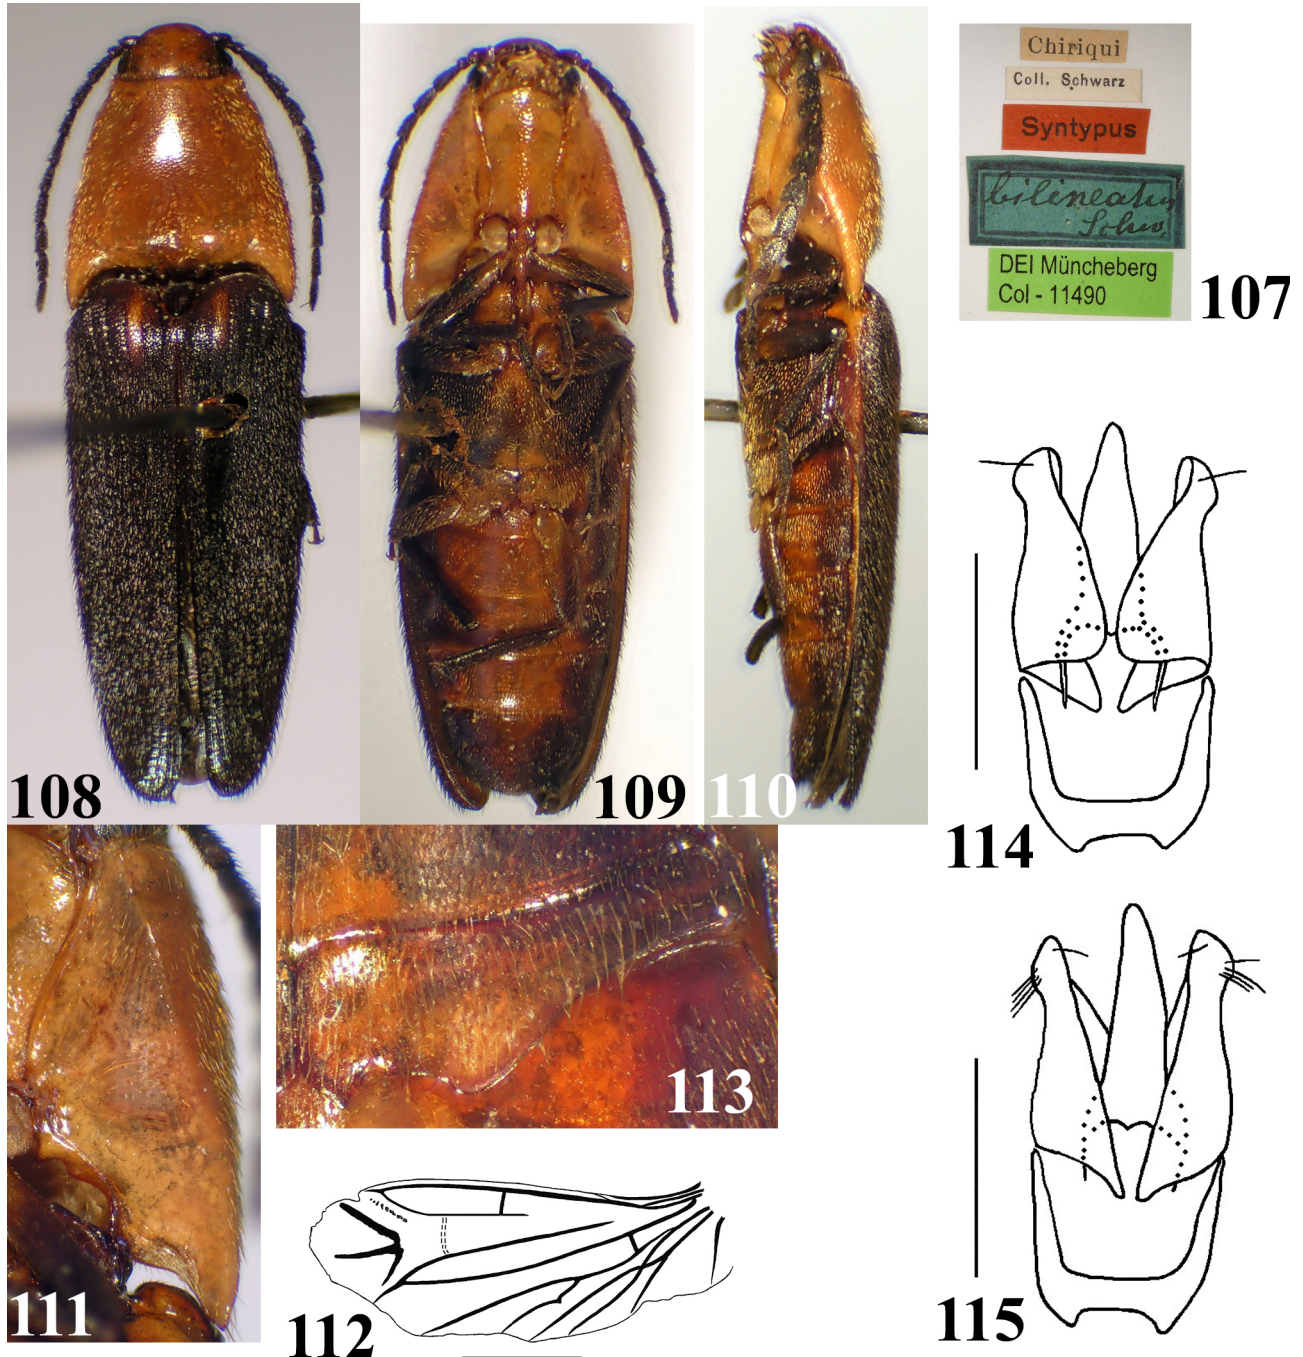 Chiriqui
Coll. Schwarz
Syntypus
bilineatus
Schw.
DEI Müncheberg
Col - 11490
107
108
109
110
114
111
113
112
115